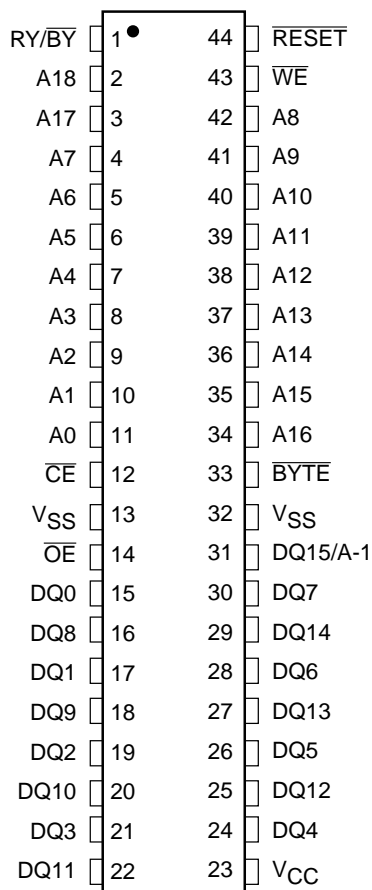 RY/BY 1 44 RESET
A18 2 43 WE
A17 3 42 A8
A7 4 41 A9
A6 5 40 A10
A5 6 39 A11
A4 7 38 A12
A3 8 37 A13
A2 9 36 A14
A1 10 35 A15
A0 11 34 A16
CE 12 33 BYTE
VSS 13 32 VSS
OE 14 31 DQ15/A-1
DQ0 15 30 DQ7
DQ8 16 29 DQ14
DQ1 17 28 DQ6
DQ9 18 27 DQ13
DQ2 19 26 DQ5
DQ10 20 25 DQ12
DQ3 21 24 DQ4
DQ11 22 23 VCC